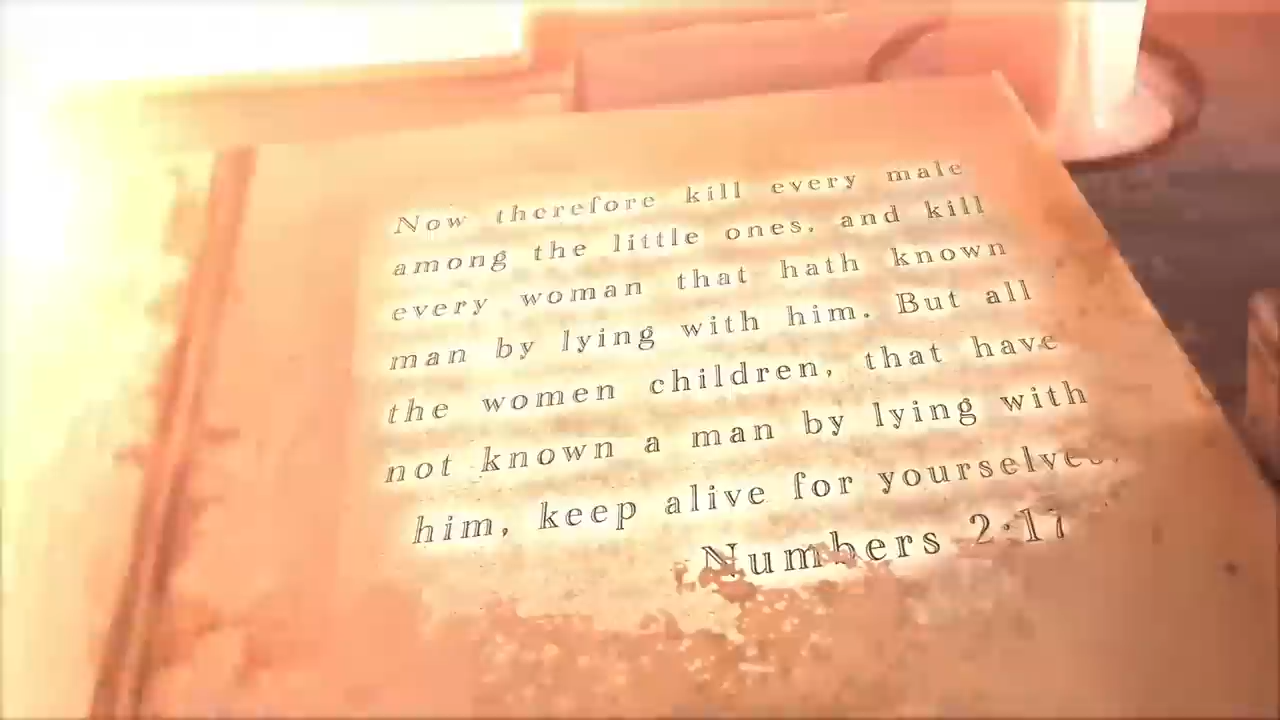 Now therefore kill every male
among the little ones, and kill
every woman that hath known
man by lying with him. But all
the women children, that have
not known a man by lying with
him, keep alive for yourselves.
Numbers 2:17